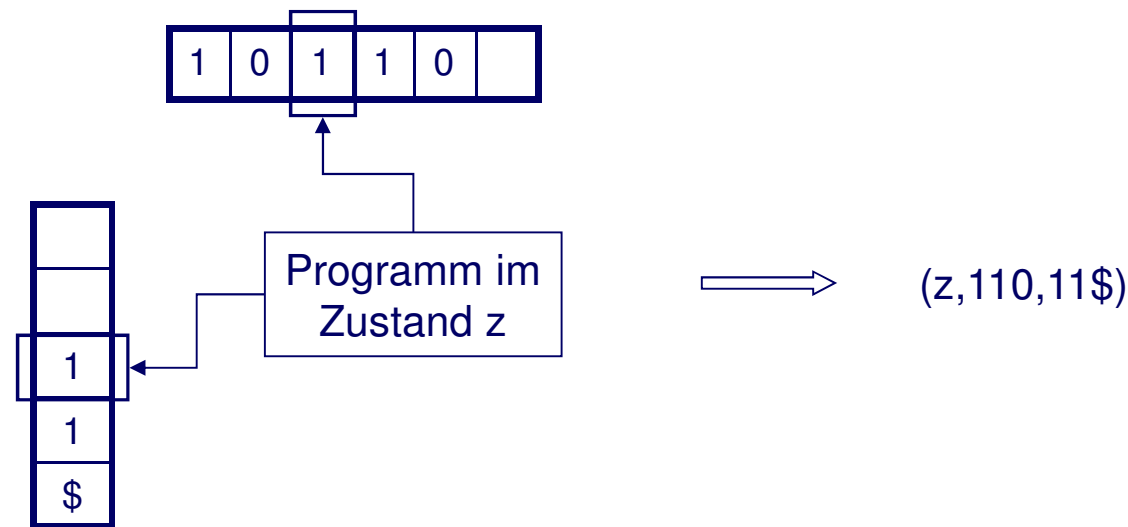 1 0 1 1 0
Programm im
Zustand z
(z,110,11$)
1
1
$